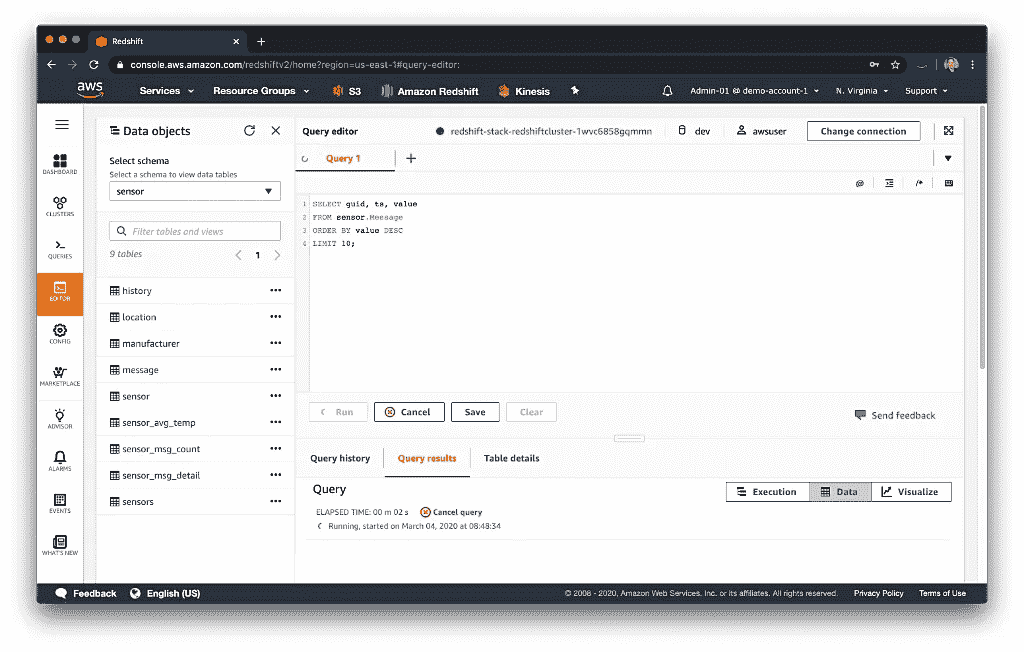 Redshift
console.aws.amazon.com/redshiftv2/home?region=us-east-1#query-editor:
aws
Services
Resource Groups
S3
Amazon Redshift
Kinesis
Admin-01 @ demo-account-1
N. Virginia
Support
DASHBOARD
CLUSTERS
QUERIES
EDITOR
CONFIG
MARKETPLACE
ADVISOR
ALARMS
EVENTS
WHAT'S NEW
Data objects
Select schema
Select a schema to view data tables
sensor
Filter tables and views
9 tables
1
history
location
manufacturer
message
sensor
sensor_avg_temp
sensor_msg_count
sensor_msg_detail
sensors
Query editor
redshift-stack-redshiftcluster-1wvc6858gqmmn
dev
awsuser
Change connection
Query 1
1 SELECT guid, ts, value
2 FROM sensor.Message
3 ORDER BY value DESC
4 LIMIT 10;
Run
Cancel
Save
Clear
Send feedback
Query history
Query results
Table details
Query
Execution
Data
Visualize
ELAPSED TIME: 00 m 02 s
Cancel query
Running, started on March 04, 2020 at 08:48:34
Feedback
English (US)
© 2008 - 2020, Amazon Web Services, Inc. or its affiliates. All rights reserved.
Privacy Policy
Terms of Use